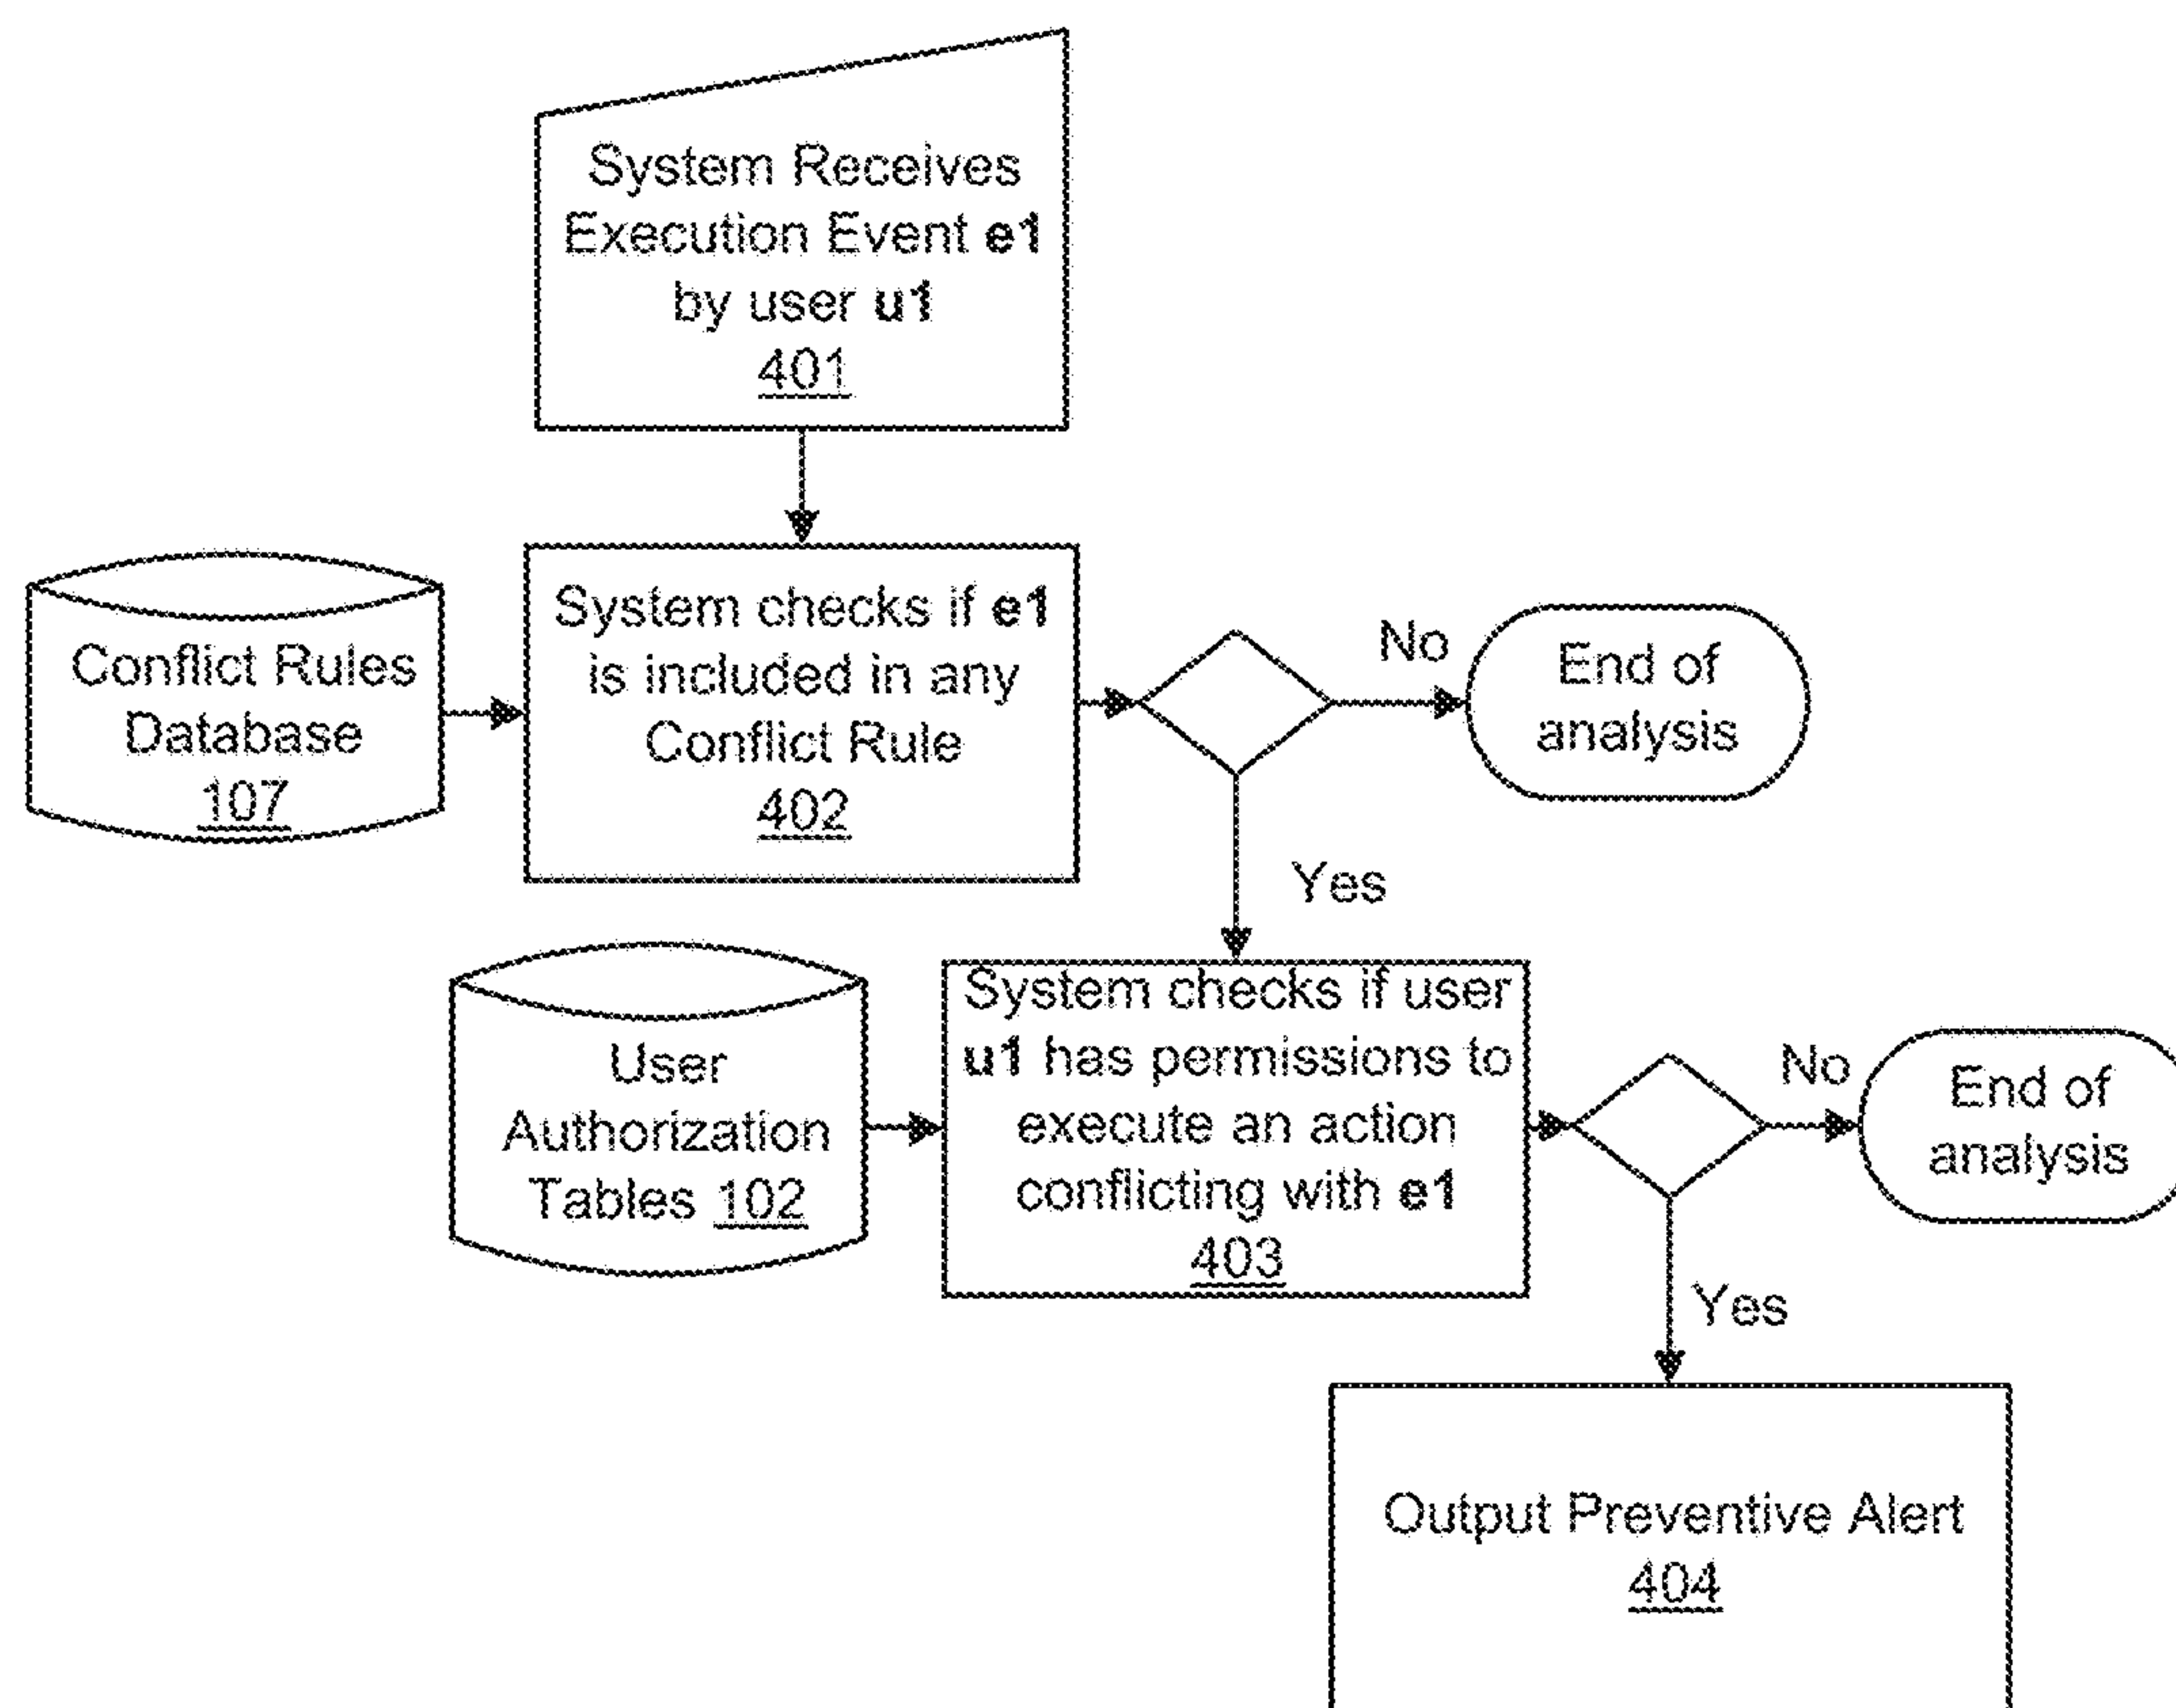 System Receives
Execution Event e1
by user u1
401
Conflict Rules
Database
107
System checks if e1
is included in any
Conflict Rule
402
No
End of
analysis
Yes
User
Authorization
Tables 102
System checks if user
u1 has permissions to
execute an action
conflicting with e1
403
No
End of
analysis
Yes
Output Preventive Alert
404